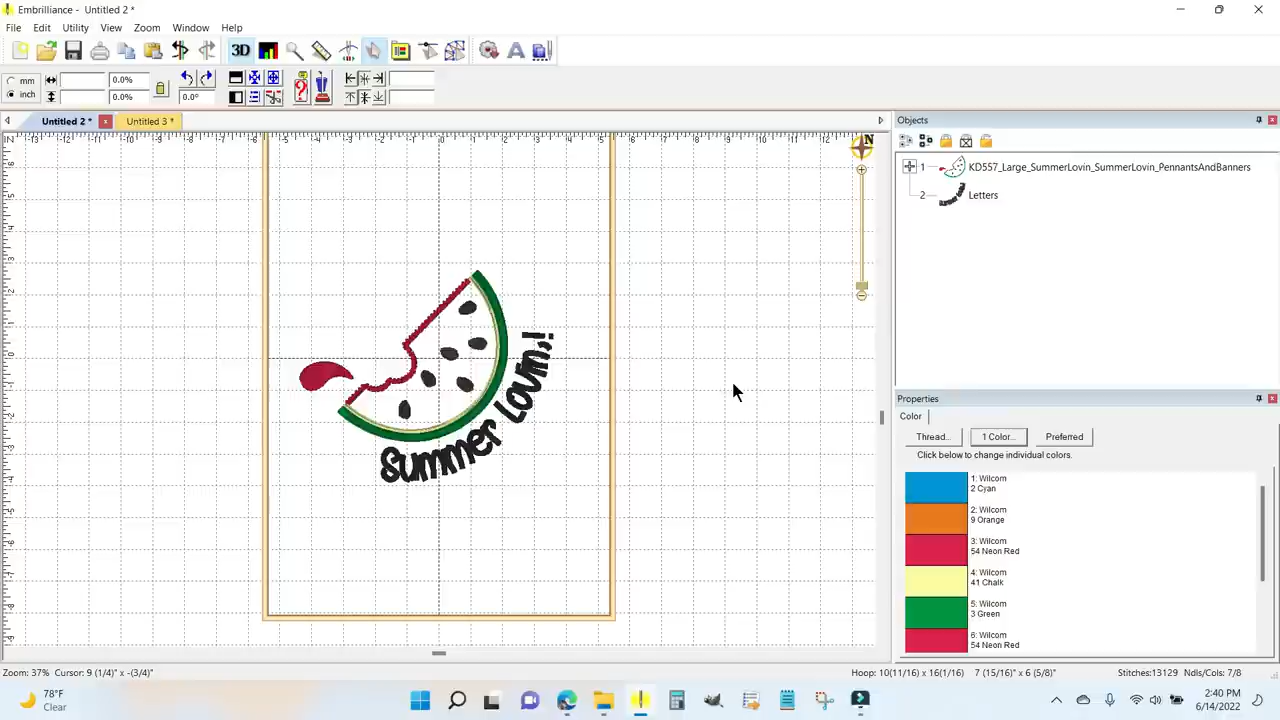 Embrilliance - Untitled 2 *
File Edit Utility View Zoom Window Help
3D
mm 0.0%
inch 0.0% 0.0°
Untitled 2 * x Untitled 3 * N
Objects
1 KD557_Large_SummerLovin_SummerLovin_PennantsAndBanners
2 Letters
Summer Lovin,!
Properties
Color
Thread... 1 Color... Preferred
Click below to change individual colors.
1: Wilcom
2 Cyan
2: Wilcom
9 Orange
3: Wilcom
54 Neon Red
4: Wilcom
41 Chalk
5: Wilcom
3 Green
6: Wilcom
54 Neon Red
Zoom: 37% Cursor: 9 (1/4)" x -(3/4)" Hoop: 10(11/16) x 16(1/16) 7 (15/16)" x 6 (5/8)" Stitches:13129 Ndls/Cols: 7/8
78°F
Clear
2:40 PM
6/14/2022